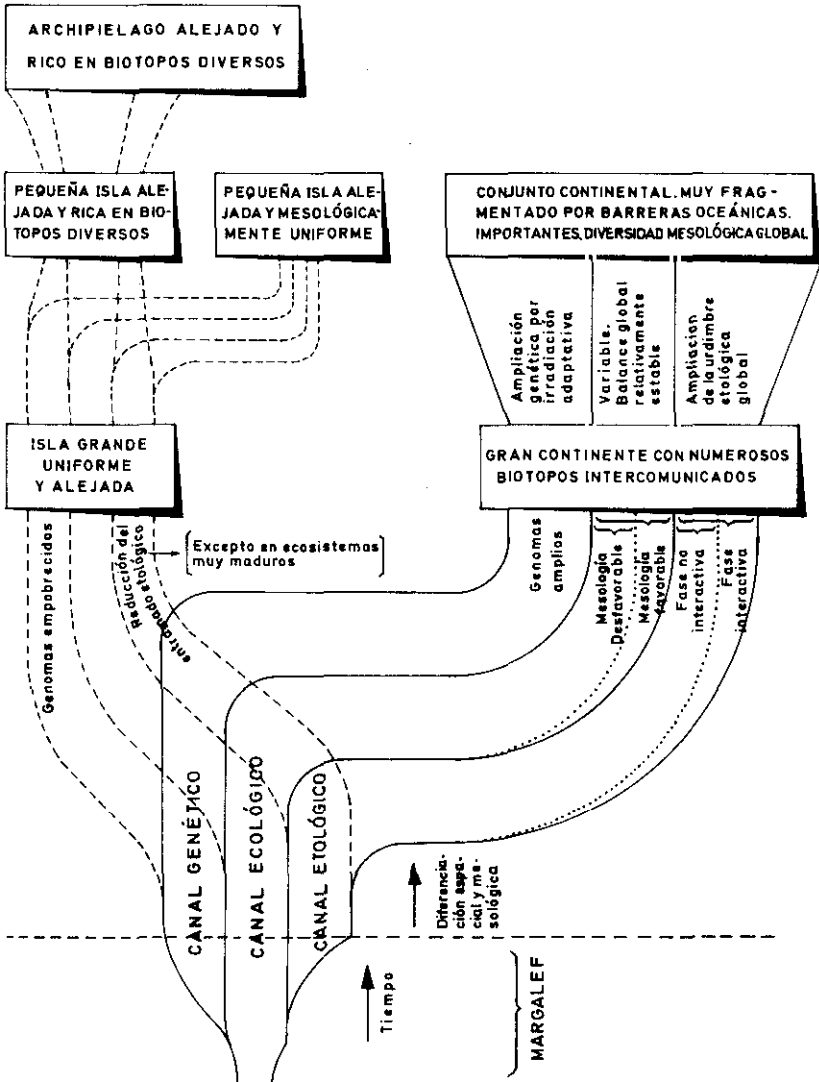 ARCHIPIELAGO ALEJADO Y
RICO EN BIOTOPOS DIVERSOS
PEQUEÑA ISLA ALE-
JADA Y RICA EN BIO-
TOPOS DIVERSOS
PEQUEÑA ISLA ALE-
JADA Y MESOLÓGICA-
MENTE UNIFORME
CONJUNTO CONTINENTAL. MUY FRAG-
MENTADO POR BARRERAS OCEÁNICAS.
IMPORTANTES. DIVERSIDAD MESOLÓGICA GLOBAL
Ampliación
genética por
irradiación
adaptativa
Variable.
Balance global
relativamente
estable
Ampliacion
de la urdimbre
etológica
global
ISLA GRANDE
UNIFORME
Y ALEJADA
GRAN CONTINENTE CON NUMEROSOS
BIOTOPOS INTERCOMUNICADOS
Genomas empobrecidos
Reducción del
entramado etológico
Excepto en ecosistemas
muy maduros
Genomas
amplios
Mesología
Desfavorable
Mesología
favorable
Fase no
interactiva
Fase
interactiva
CANAL GENÉTICO
CANAL ECOLÓGICO
CANAL ETOLÓGICO
Diferencia-
ción espa-
cial y me-
sológica
Tiempo
MARGALEF